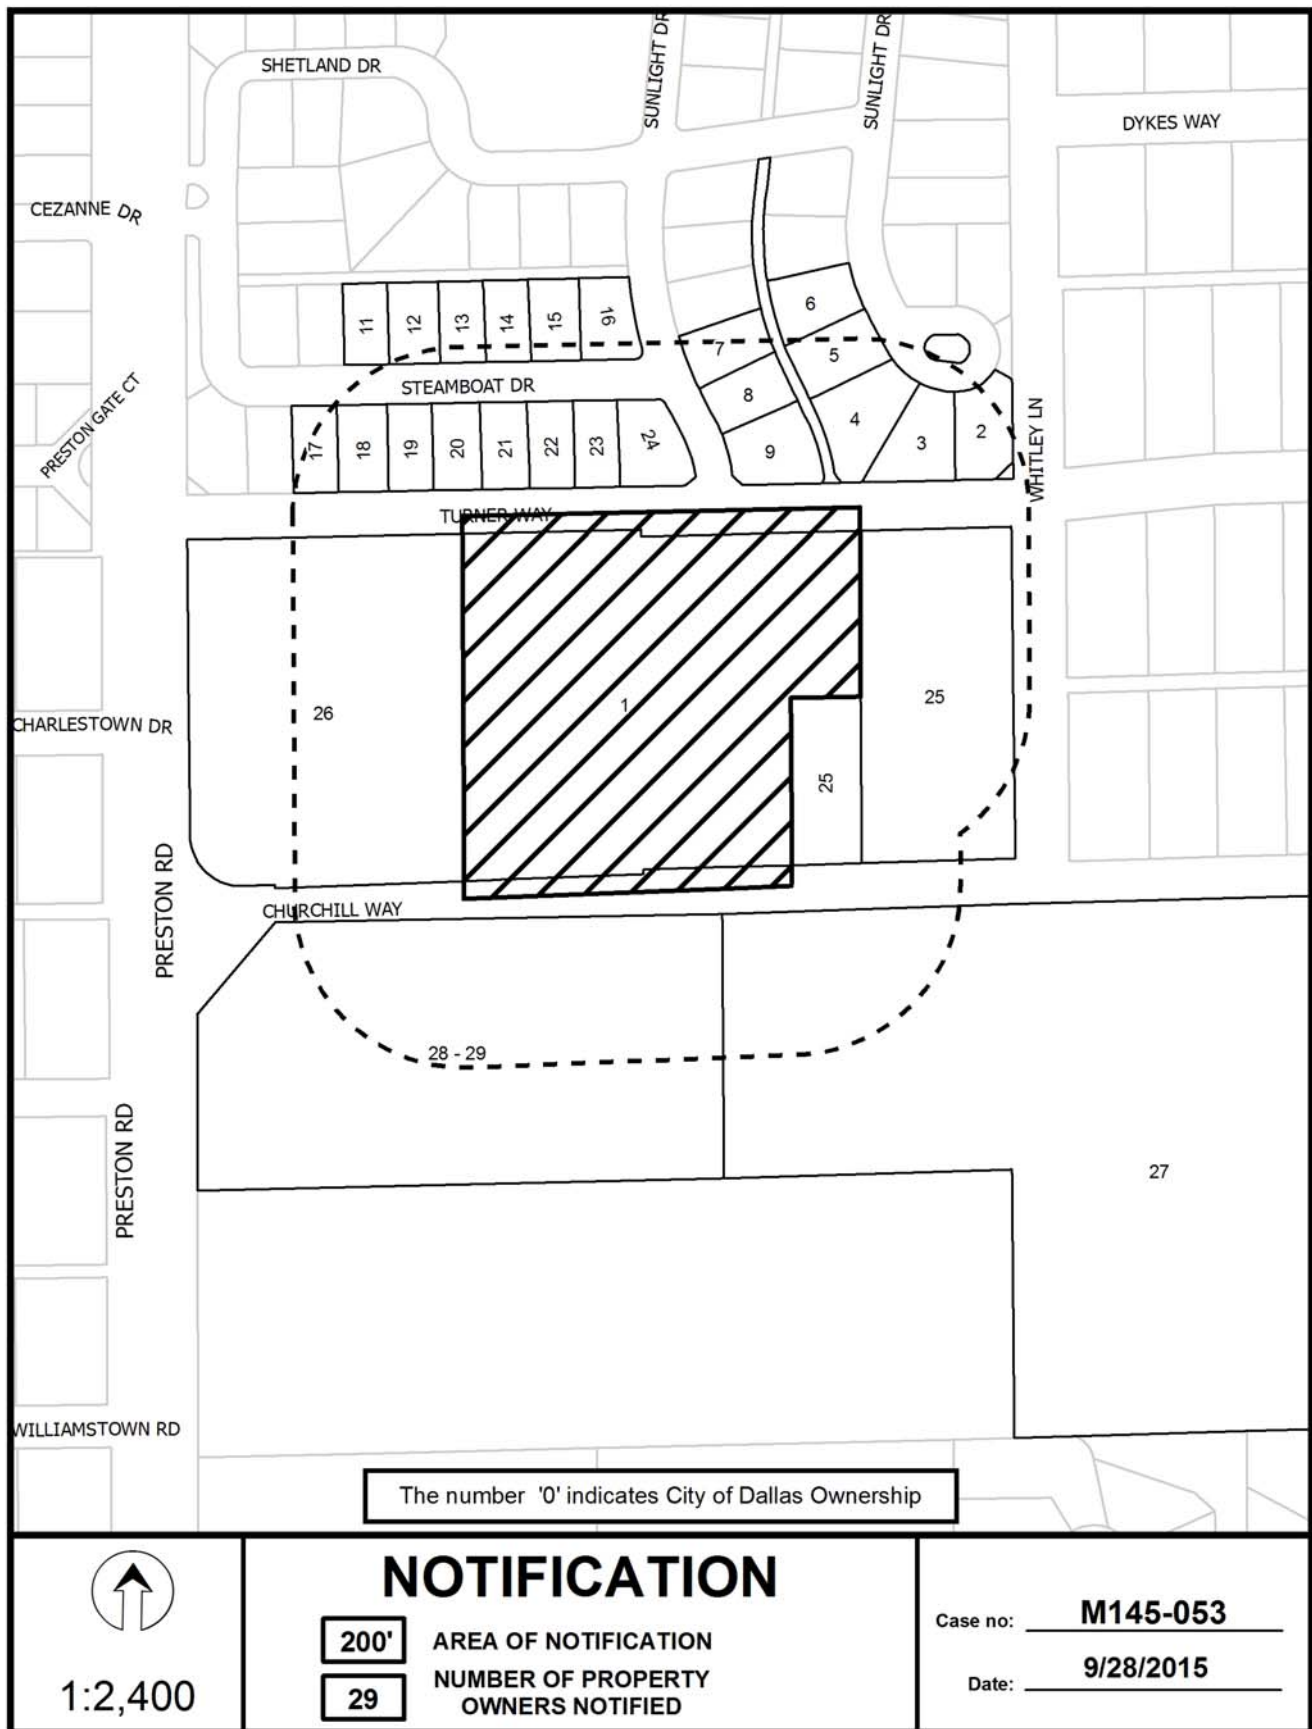 SHETLAND DR
SUNLIGHT DR
SUNLIGHT DR
DYKES WAY
CEZANNE DR
6
11
12
13
14
15
16
7
5
STEAMBOAT DR
8
4
PRESTON GATE CT
WHITLEY LN
17
18
19
20
21
22
23
24
9
3
2
TURNER WAY
26
1
25
CHARLESTOWN DR
25
PRESTON RD
CHURCHILL WAY
28 - 29
PRESTON RD
27
WILLIAMSTOWN RD
The number '0' indicates City of Dallas Ownership
1:2,400
NOTIFICATION
200' AREA OF NOTIFICATION
29 NUMBER OF PROPERTY
OWNERS NOTIFIED
Case no: M145-053
Date: 9/28/2015